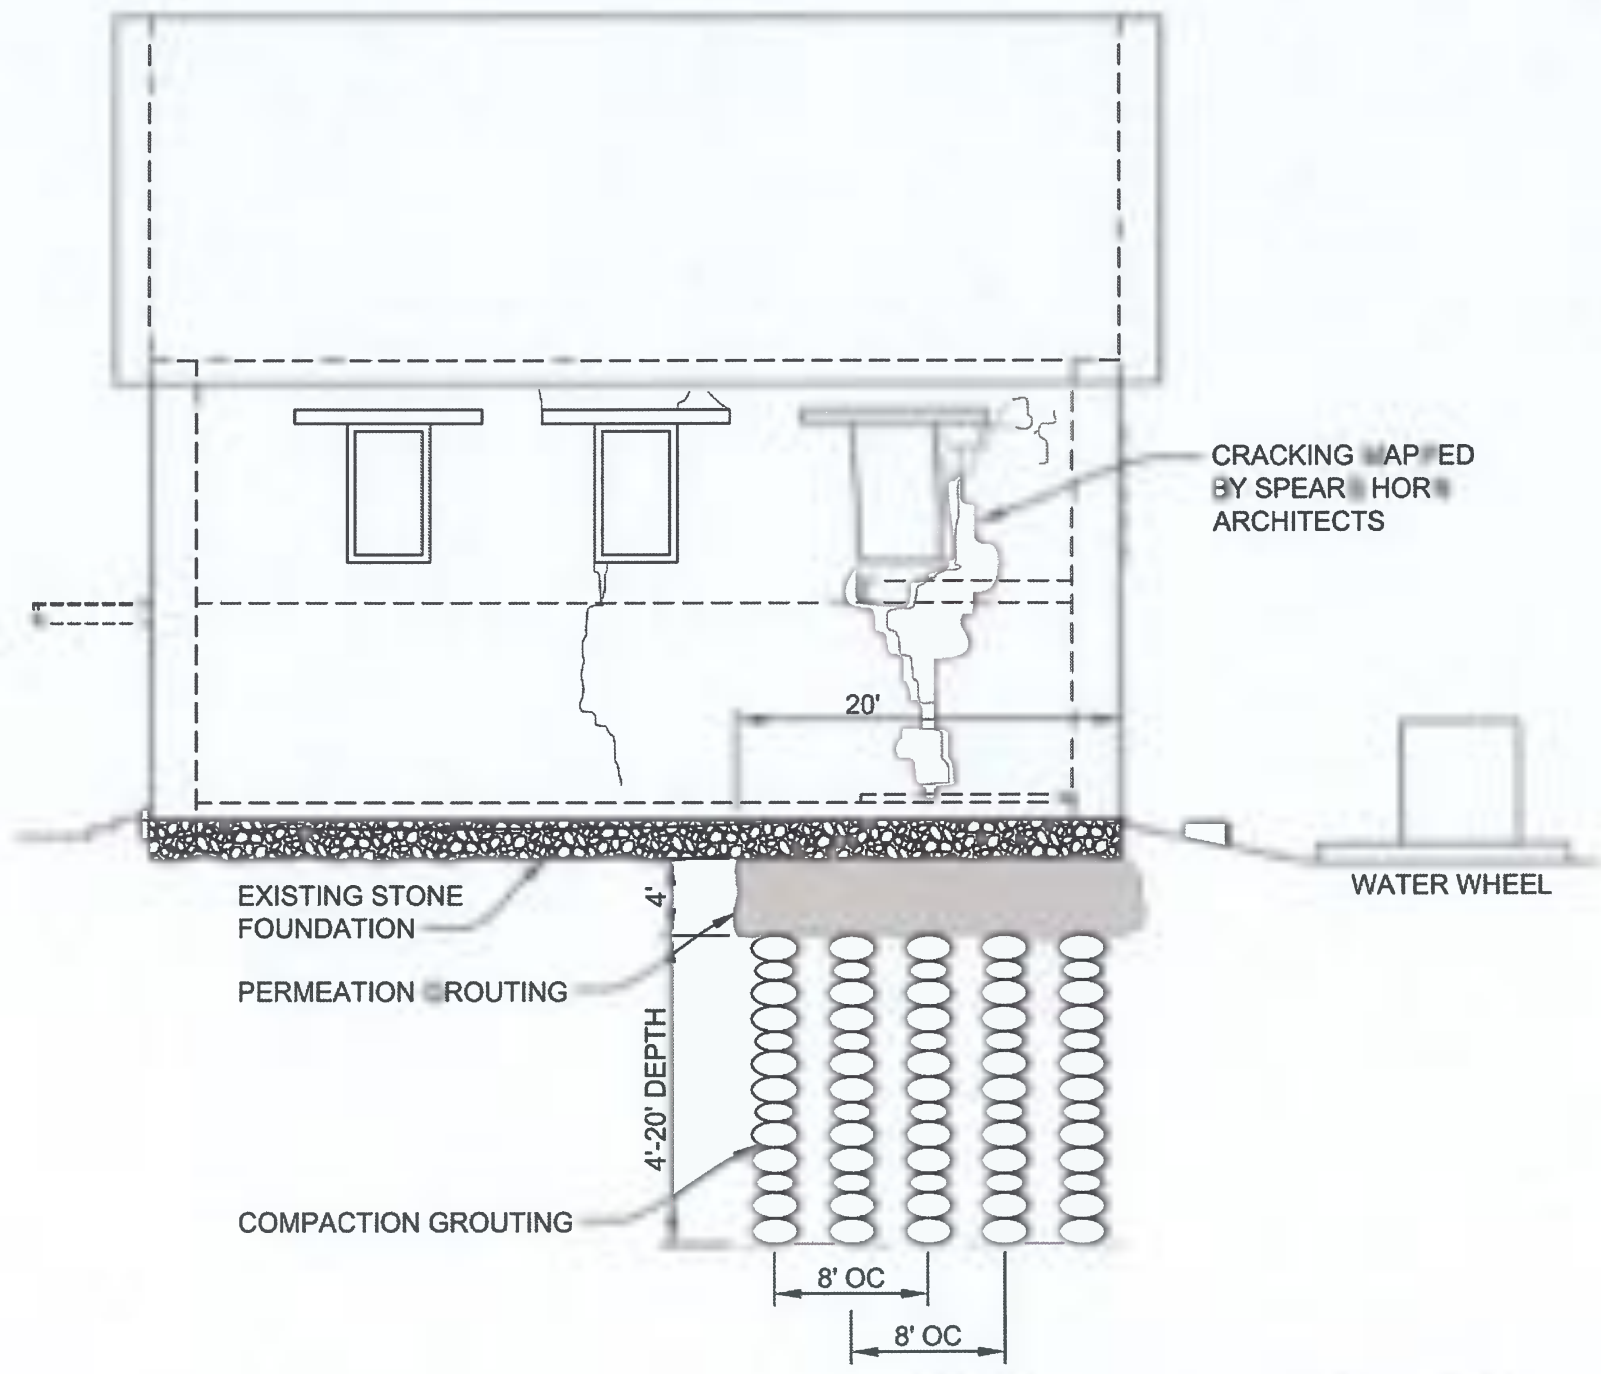 CRACKING
ARCHITECTS
20'
EXISTING STONE
FOUNDATION
4'
WATER WHEEL
PERMEATION
4'-20' DEPTH
COMPACTION GROUTING
8' OC
8' OC